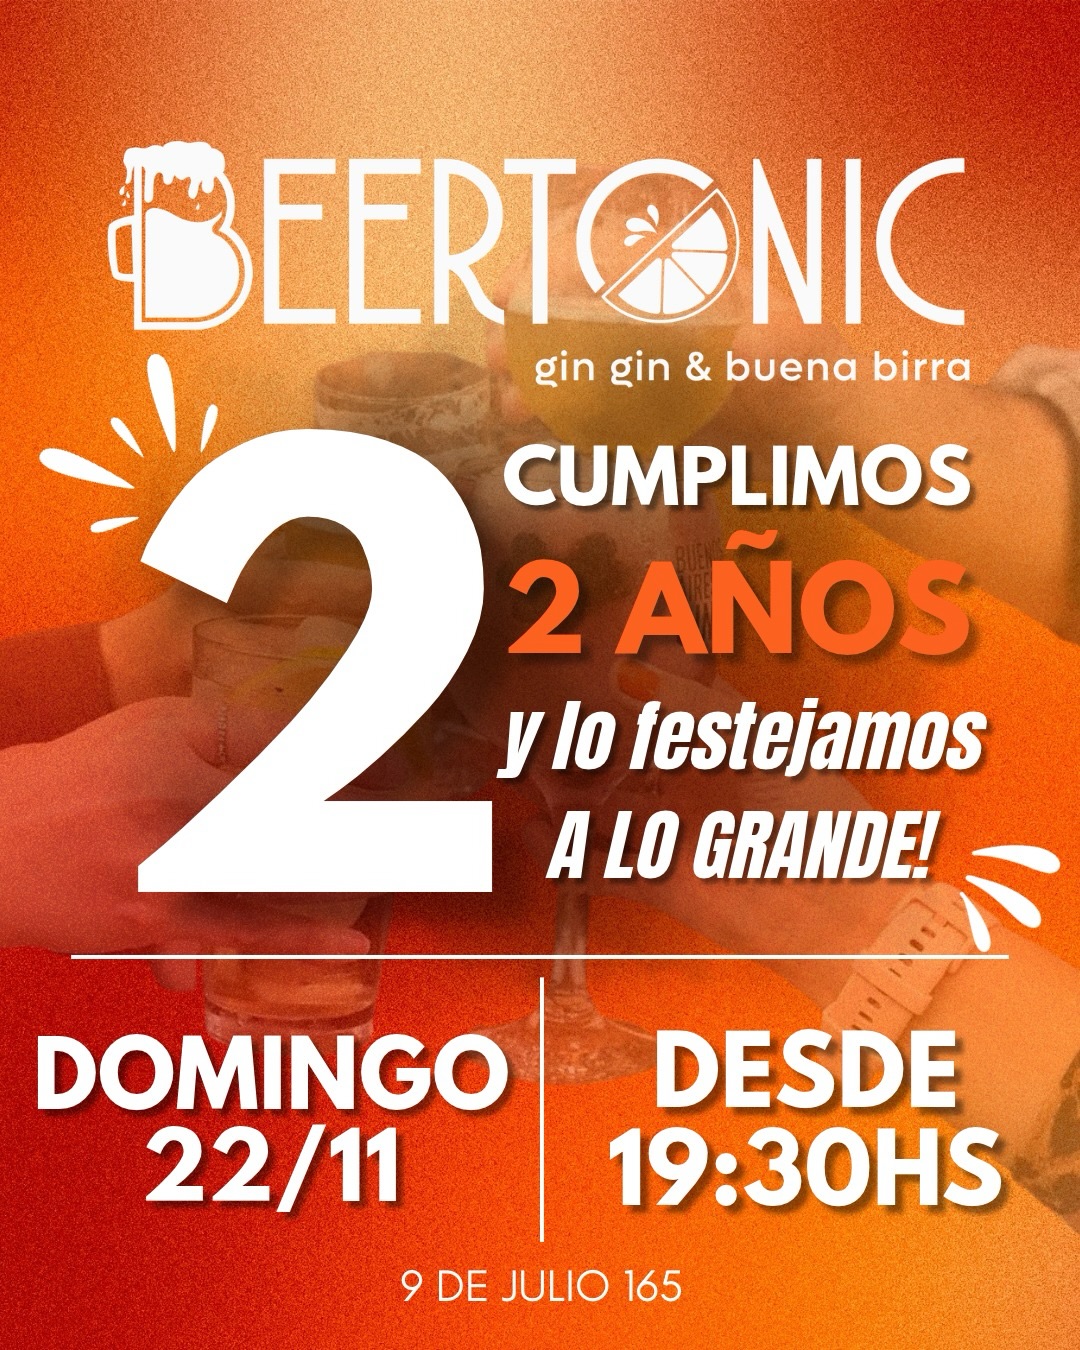 BEERTONIC
gin gin & buena birra
2
CUMPLIMOS
2 AÑOS
y lo festejamos
A LO GRANDE!
DOMINGO
22/11
DESDE
19:30HS
9 DE JULIO 165